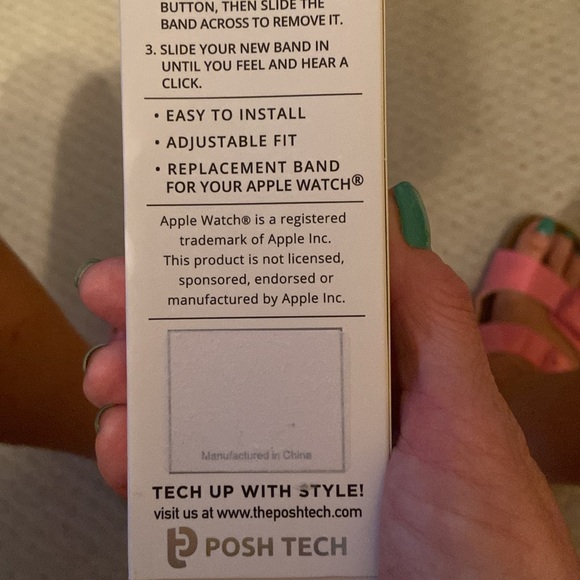 BUTTON, THEN SLIDE THE
BAND ACROSS TO REMOVE IT.
3. SLIDE YOUR NEW BAND IN
UNTIL YOU FEEL AND HEAR A
CLICK.
• EASY TO INSTALL
• ADJUSTABLE FIT
• REPLACEMENT BAND
FOR YOUR APPLE WATCH®
Apple Watch® is a registered
trademark of Apple Inc.
This product is not licensed,
sponsored, endorsed or
manufactured by Apple Inc.
Manufactured in China
TECH UP WITH STYLE!
visit us at www.theposhtech.com
POSH TECH